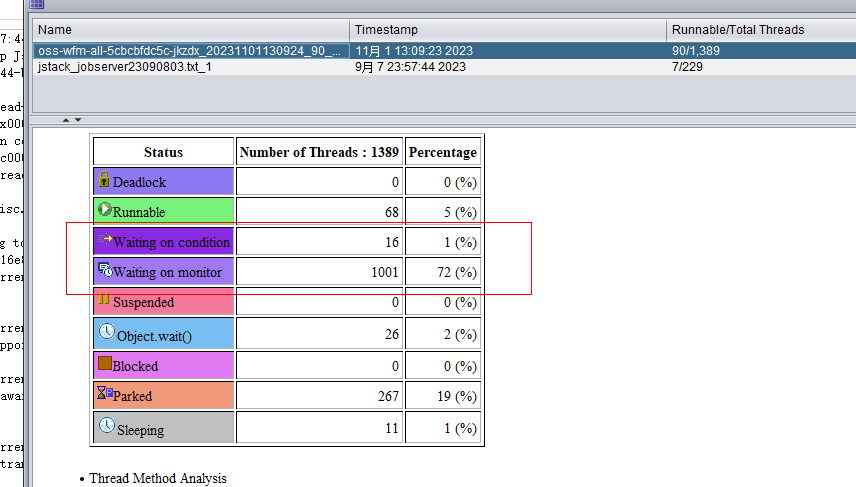 Name Timestamp Runnable/Total Threads
oss-wfm-all-5cbcbfdc5c-jkzdx_20231101130924_90_... 11月 1 13:09:23 2023 90/1,389
jstack_jobserver23090803.txt_1 9月 7 23:57:44 2023 7/229
Status Number of Threads : 1389 Percentage
Deadlock 0 0 (%)
Runnable 68 5 (%)
Waiting on condition 16 1 (%)
Waiting on monitor 1001 72 (%)
Suspended 0 0 (%)
Object.wait() 26 2 (%)
Blocked 0 0 (%)
Parked 267 19 (%)
Sleeping 11 1 (%)
• Thread Method Analysis